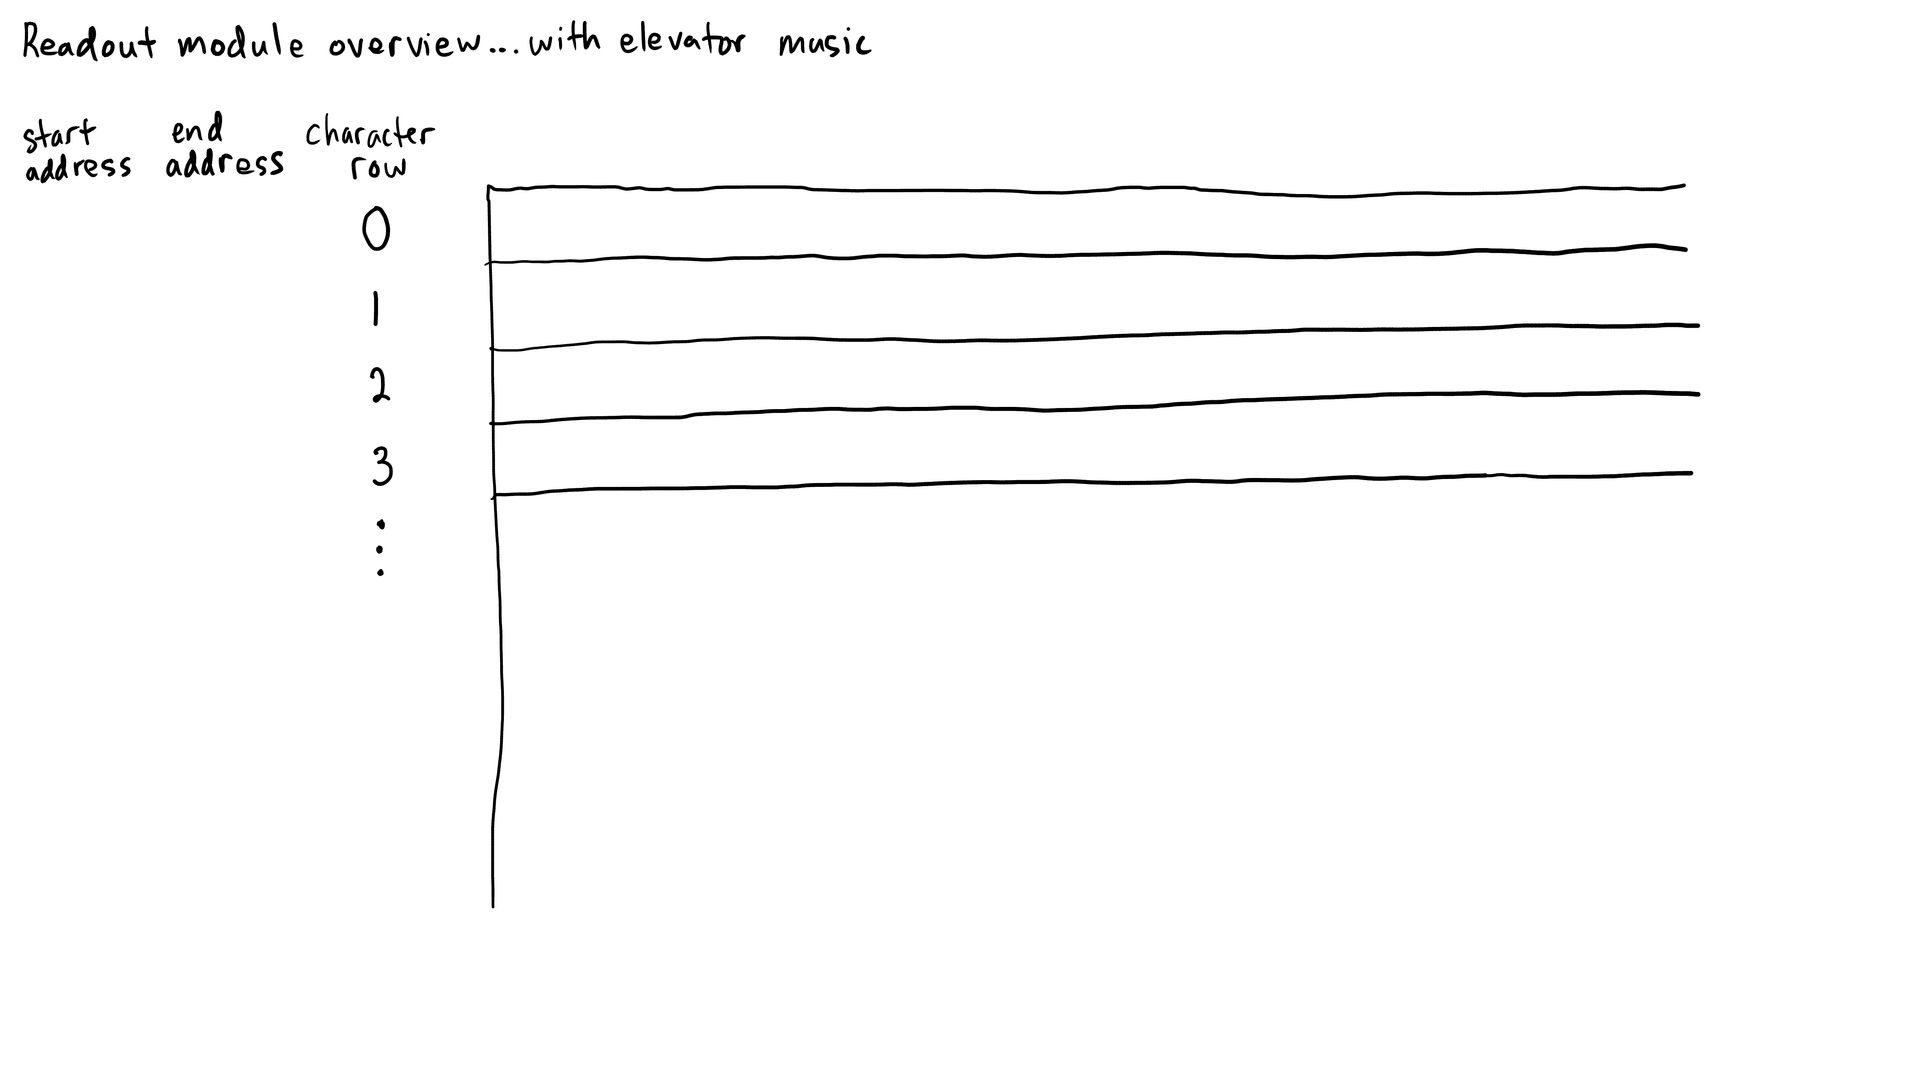 Readout module overview...with elevator music
start address
end address
character row
0
1
2
3